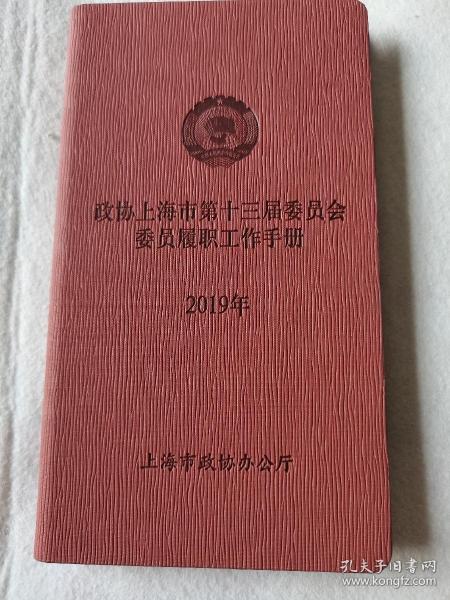 政协上海市第十三届委员会
委员履职工作手册
2019年
上海市政协办公厅
孔夫子旧书网
www.kongfz.com